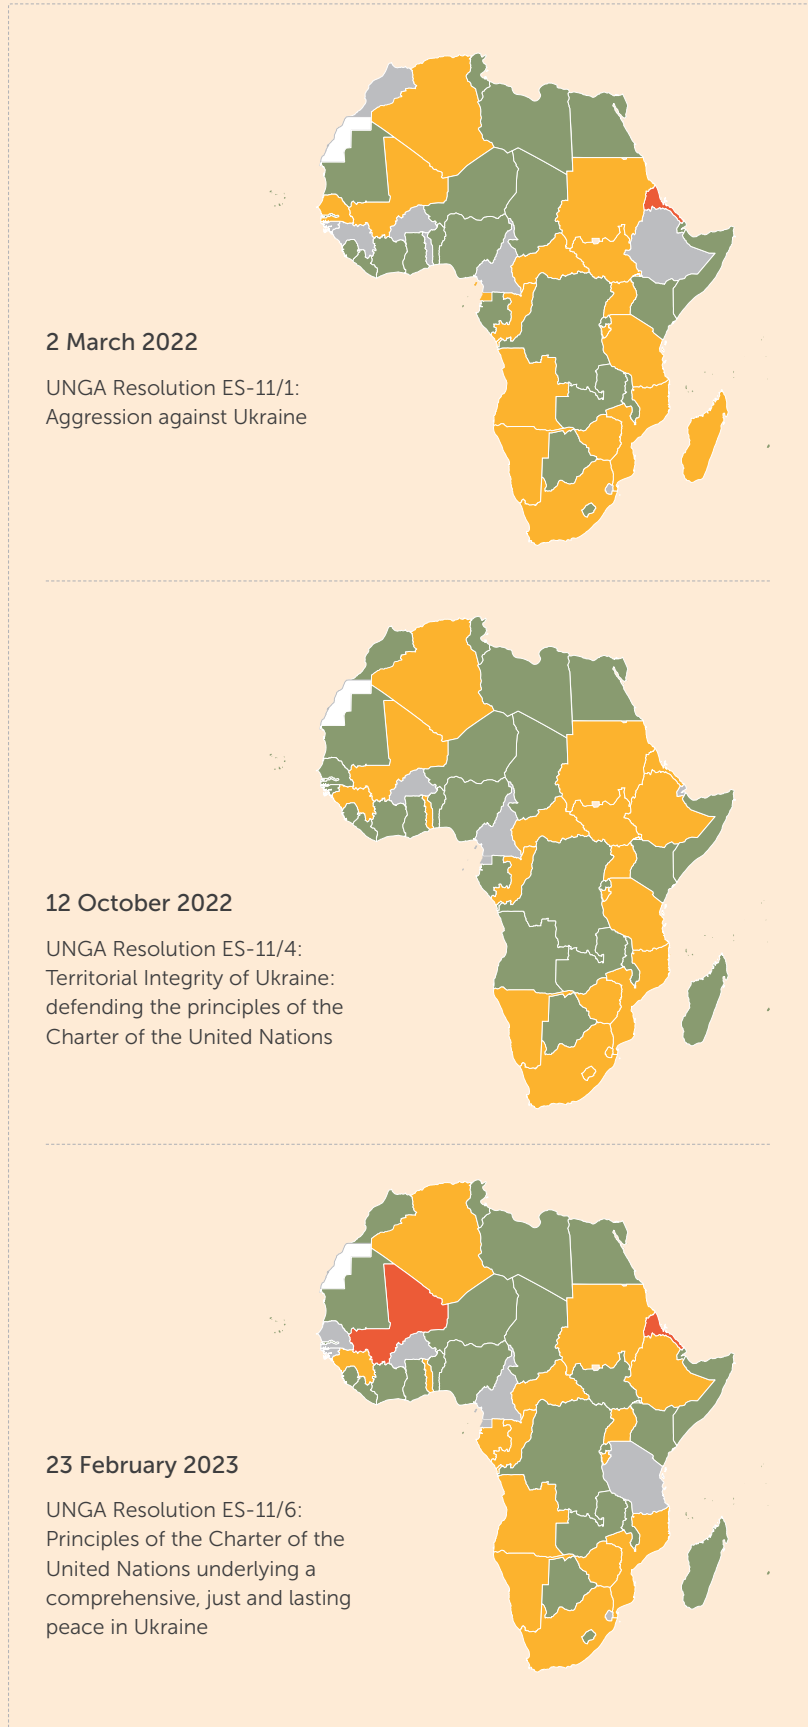 2 March 2022
UNGA Resolution ES-11/1:
Aggression against Ukraine
12 October 2022
UNGA Resolution ES-11/4:
Territorial Integrity of Ukraine:
defending the principles of the
Charter of the United Nations
23 February 2023
UNGA Resolution ES-11/6:
Principles of the Charter of the
United Nations underlying a
comprehensive, just and lasting
peace in Ukraine